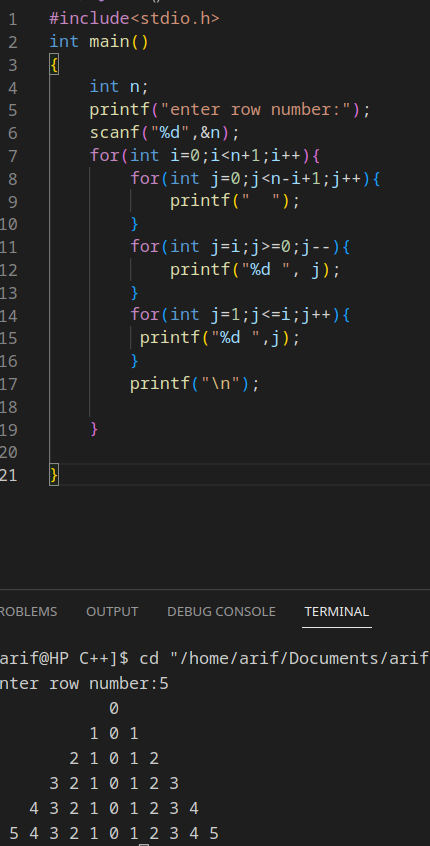 1 #include<stdio.h>
2 int main()
3 {
4     int n;
5     printf("enter row number:");
6     scanf("%d",&n);
7     for(int i=0;i<n+1;i++){
8         for(int j=0;j<n-i+1;j++){
9             printf("  ");
10         }
11         for(int j=i;j>=0;j--){
12             printf("%d ", j);
13         }
14         for(int j=1;j<=i;j++){
15          printf("%d ",j);
16         }
17         printf("\n");
18
19     }
20
21 }
ROBLEMS OUTPUT DEBUG CONSOLE TERMINAL
arif@HP C++]$ cd "/home/arif/Documents/arif
nter row number:5
0
1 0 1
2 1 0 1 2
3 2 1 0 1 2 3
4 3 2 1 0 1 2 3 4
5 4 3 2 1 0 1 2 3 4 5